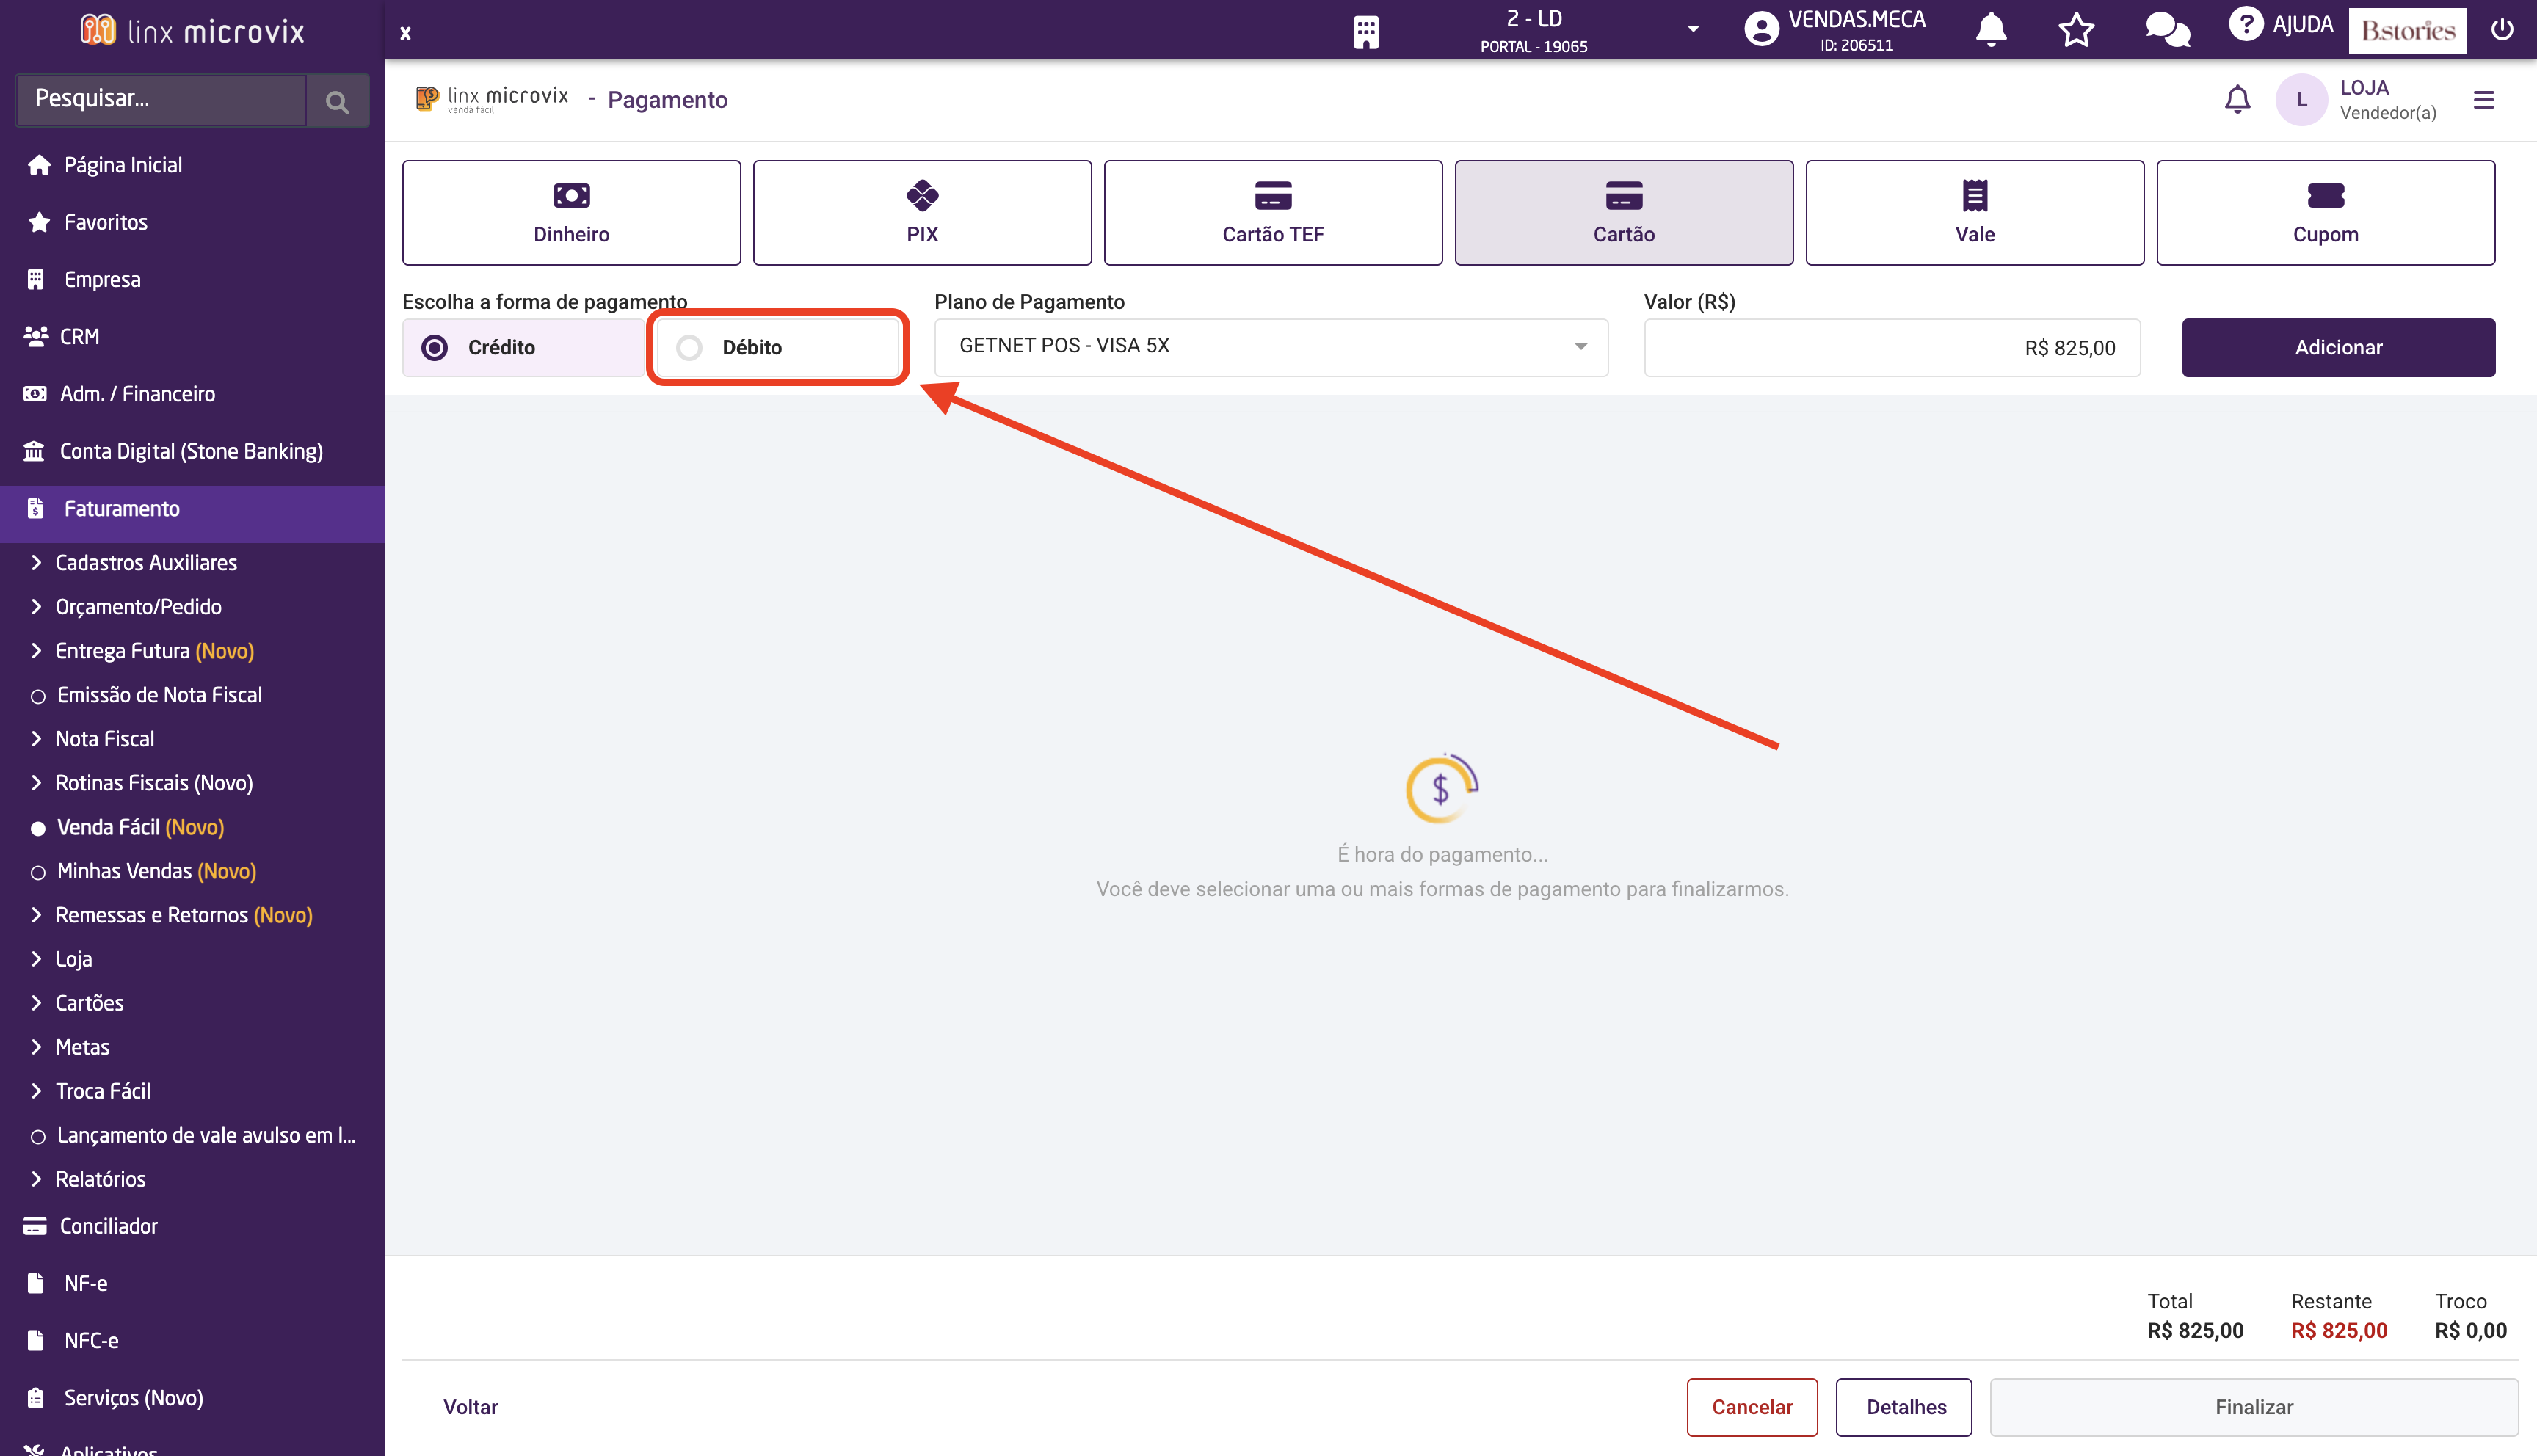 linx microvix
x
2 - LD
PORTAL - 19065
VENDAS.MECA
ID: 206511
? AJUDA
B.stories
Pesquisar...
Página Inicial
Favoritos
Empresa
CRM
Adm. / Financeiro
Conta Digital (Stone Banking)
Faturamento
Cadastros Auxiliares
Orçamento/Pedido
Entrega Futura (Novo)
Emissão de Nota Fiscal
Nota Fiscal
Rotinas Fiscais (Novo)
Venda Fácil (Novo)
Minhas Vendas (Novo)
Remessas e Retornos (Novo)
Loja
Cartões
Metas
Troca Fácil
Lançamento de vale avulso em l...
Relatórios
Conciliador
NF-e
NFC-e
Serviços (Novo)
Aplicativos
linx microvix
venda fácil
- Pagamento
L
LOJA
Vendedor(a)
Dinheiro
PIX
Cartão TEF
Cartão
Vale
Cupom
Escolha a forma de pagamento
Crédito
Débito
Plano de Pagamento
GETNET POS - VISA 5X
Valor (R$)
R$ 825,00
Adicionar
$
É hora do pagamento...
Você deve selecionar uma ou mais formas de pagamento para finalizarmos.
Total
R$ 825,00
Restante
R$ 825,00
Troco
R$ 0,00
Voltar
Cancelar
Detalhes
Finalizar